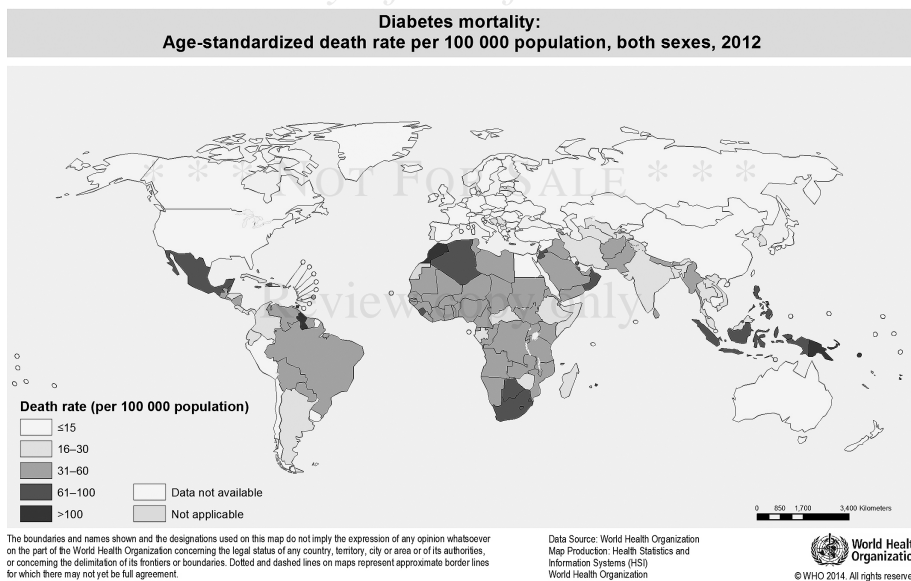 Diabetes mortality:
Age-standardized death rate per 100 000 population, both sexes, 2012
* * * NOT FOR SALE * * *
Review copy only
Death rate (per 100 000 population)
≤15
16–30
31–60
61–100
>100
Data not available
Not applicable
0 850 1,700 3,400 Kilometers
The boundaries and names shown and the designations used on this map do not imply the expression of any opinion whatsoever
on the part of the World Health Organization concerning the legal status of any country, territory, city or area or of its authorities,
or concerning the delimitation of its frontiers or boundaries. Dotted and dashed lines on maps represent approximate border lines
for which there may not yet be full agreement.
Data Source: World Health Organization
Map Production: Health Statistics and
Information Systems (HSI)
World Health Organization
World Healt
Organizatio
© WHO 2014. All rights reserv